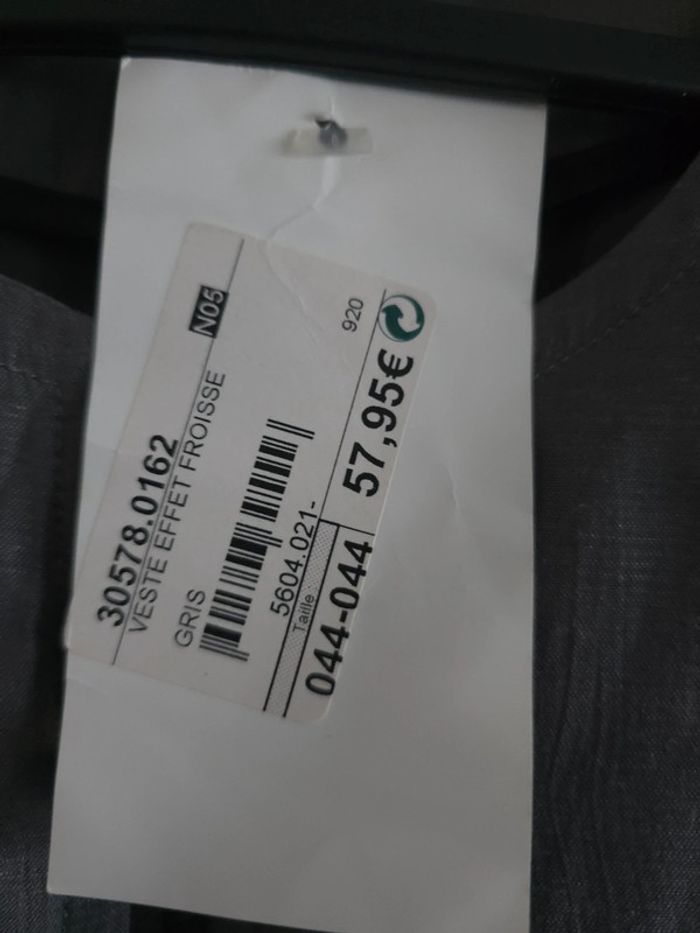 30578.0162 N05
VESTE EFFET FROISSE
GRIS
5604.021- 920
Taille
044-044 57,95€